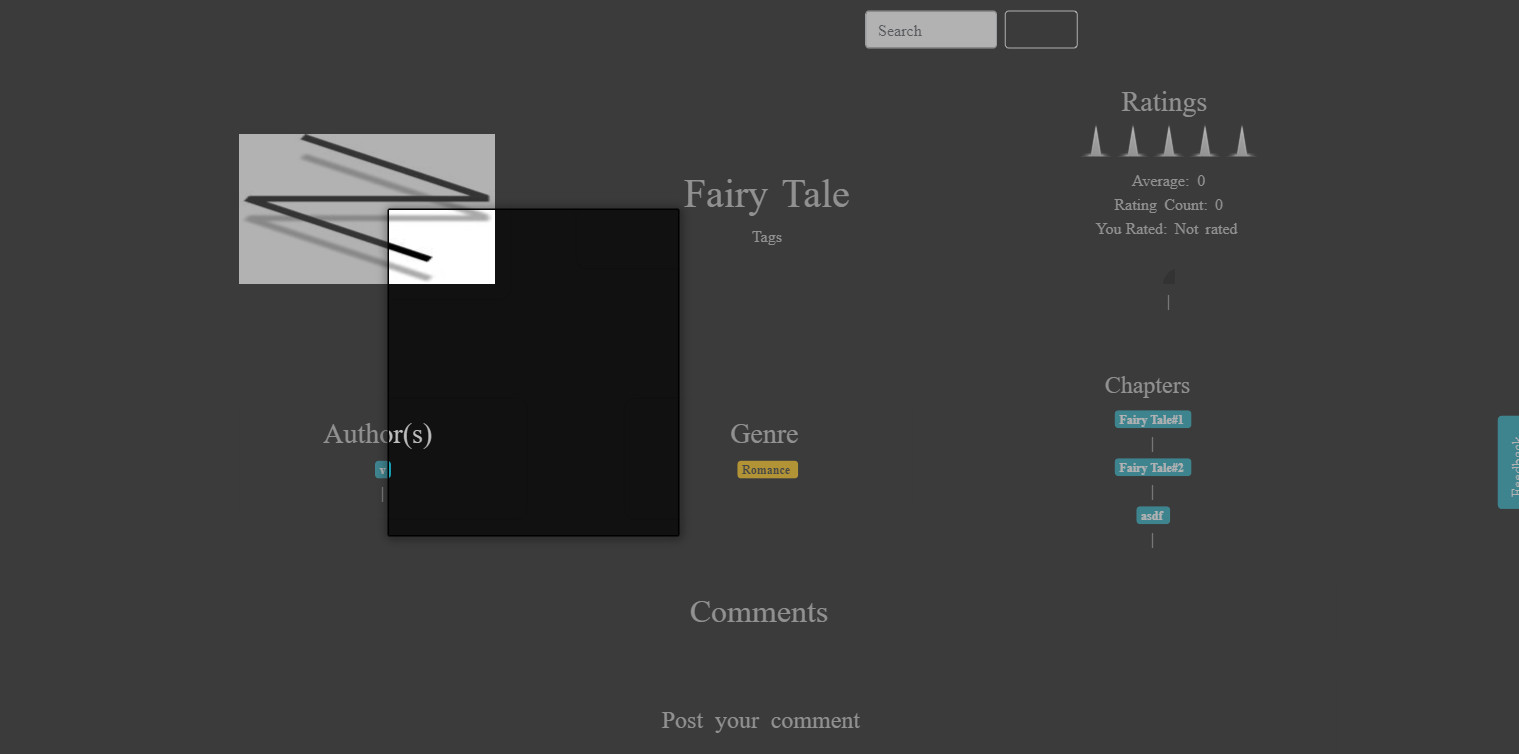 Search
Ratings
Average: 0
Rating Count: 0
You Rated: Not rated
|
Fairy Tale
Tags
Author(s)
v
|
Genre
Romance
Chapters
Fairy Tale#1
|
Fairy Tale#2
|
asdf
|
Feedback
Comments
Post your comment